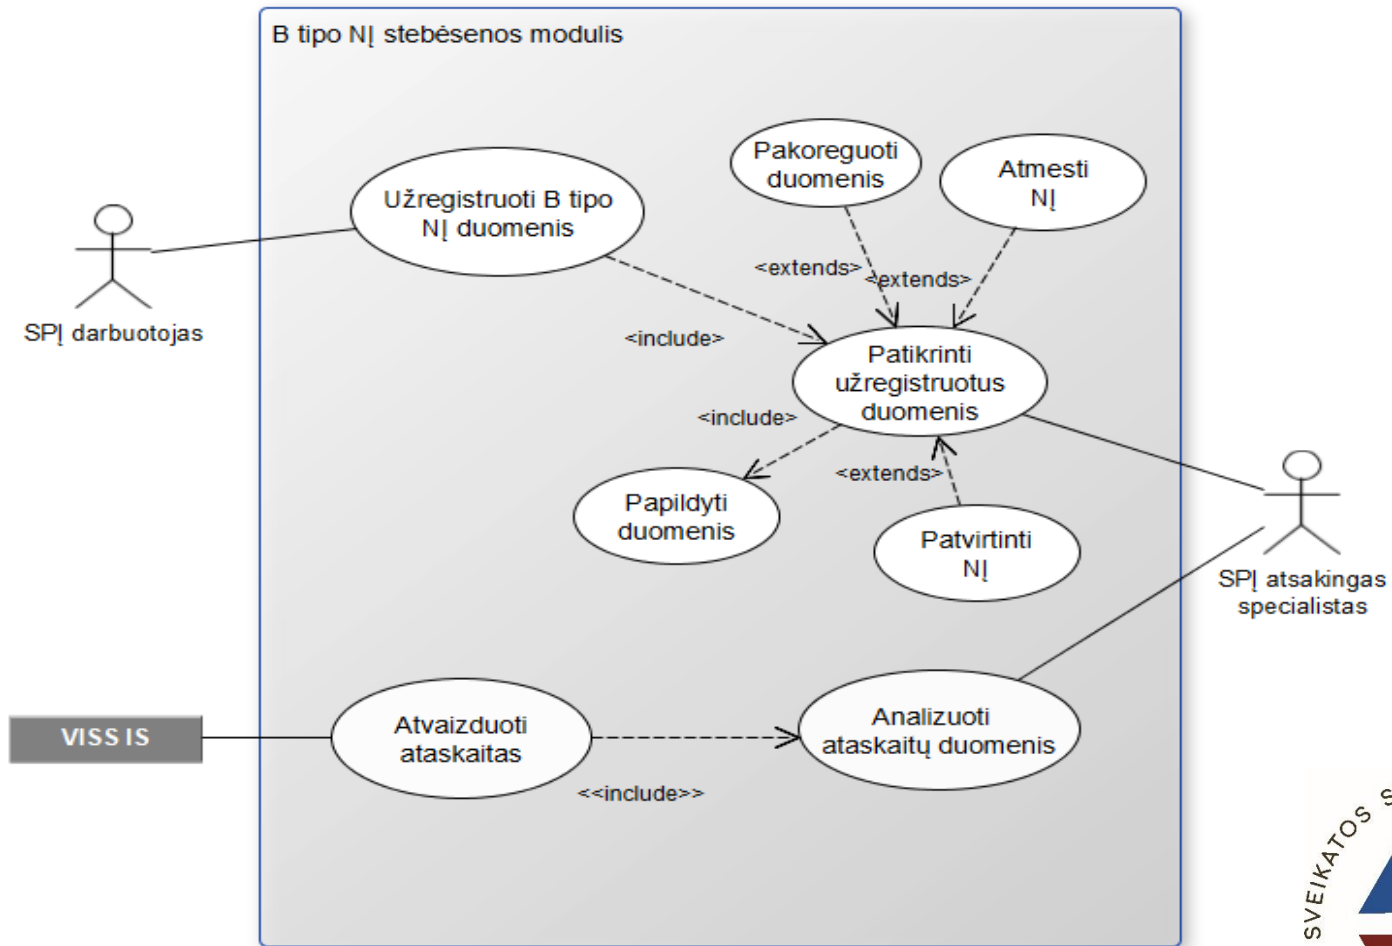 B tipo NĮ stebėsenos modulis
Pakoreguoti
duomenis
Atmesti
NĮ
Užregistruoti B tipo
NĮ duomenis
<extends>
<extends>
SPĮ darbuotojas
<include>
Patikrinti
užregistruotus
duomenis
<include>
<extends>
Papildyti
duomenis
Patvirtinti
NĮ
SPĮ atsakingas
specialistas
VISS IS
Atvaizduoti
ataskaitas
Analizuoti
ataskaitų duomenis
<<include>>
SVEIKATOS S